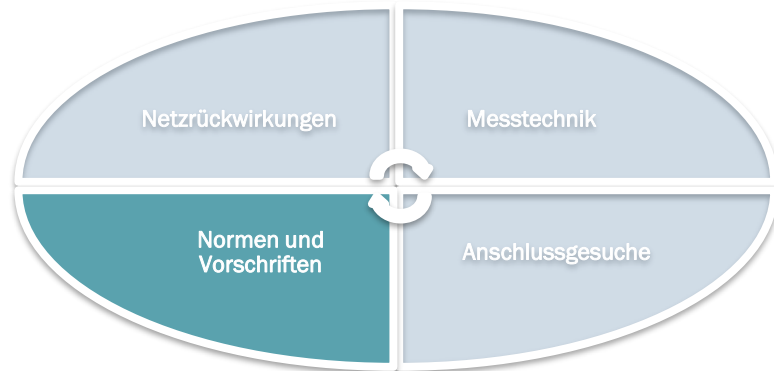 Netzrückwirkungen
Messtechnik
Normen und
Vorschriften
Anschlussgesuche